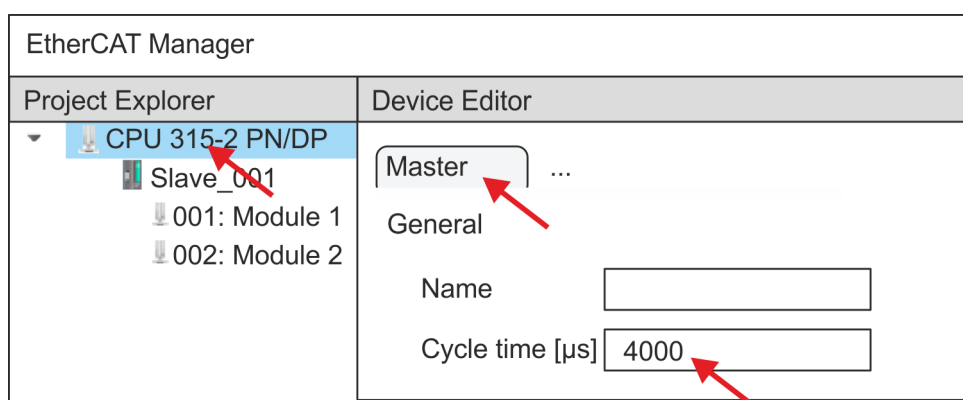 EtherCAT Manager
Project Explorer
Device Editor
CPU 315-2 PN/DP
Slave_001
001: Module 1
002: Module 2
Master
...
General
Name
Cycle time [µs]
4000